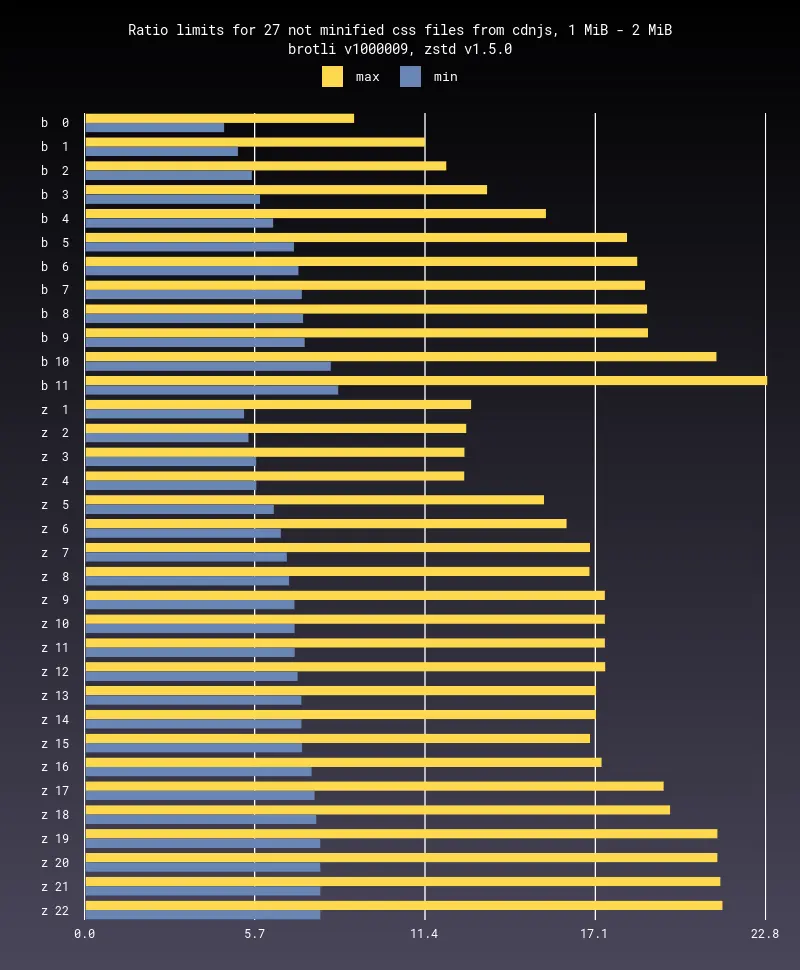 Ratio limits for 27 not minified css files from cdnjs, 1 MiB - 2 MiB
brotli v1000009, zstd v1.5.0
max min
b 0
b 1
b 2
b 3
b 4
b 5
b 6
b 7
b 8
b 9
b 10
b 11
z 1
z 2
z 3
z 4
z 5
z 6
z 7
z 8
z 9
z 10
z 11
z 12
z 13
z 14
z 15
z 16
z 17
z 18
z 19
z 20
z 21
z 22
0.0 5.7 11.4 17.1 22.8